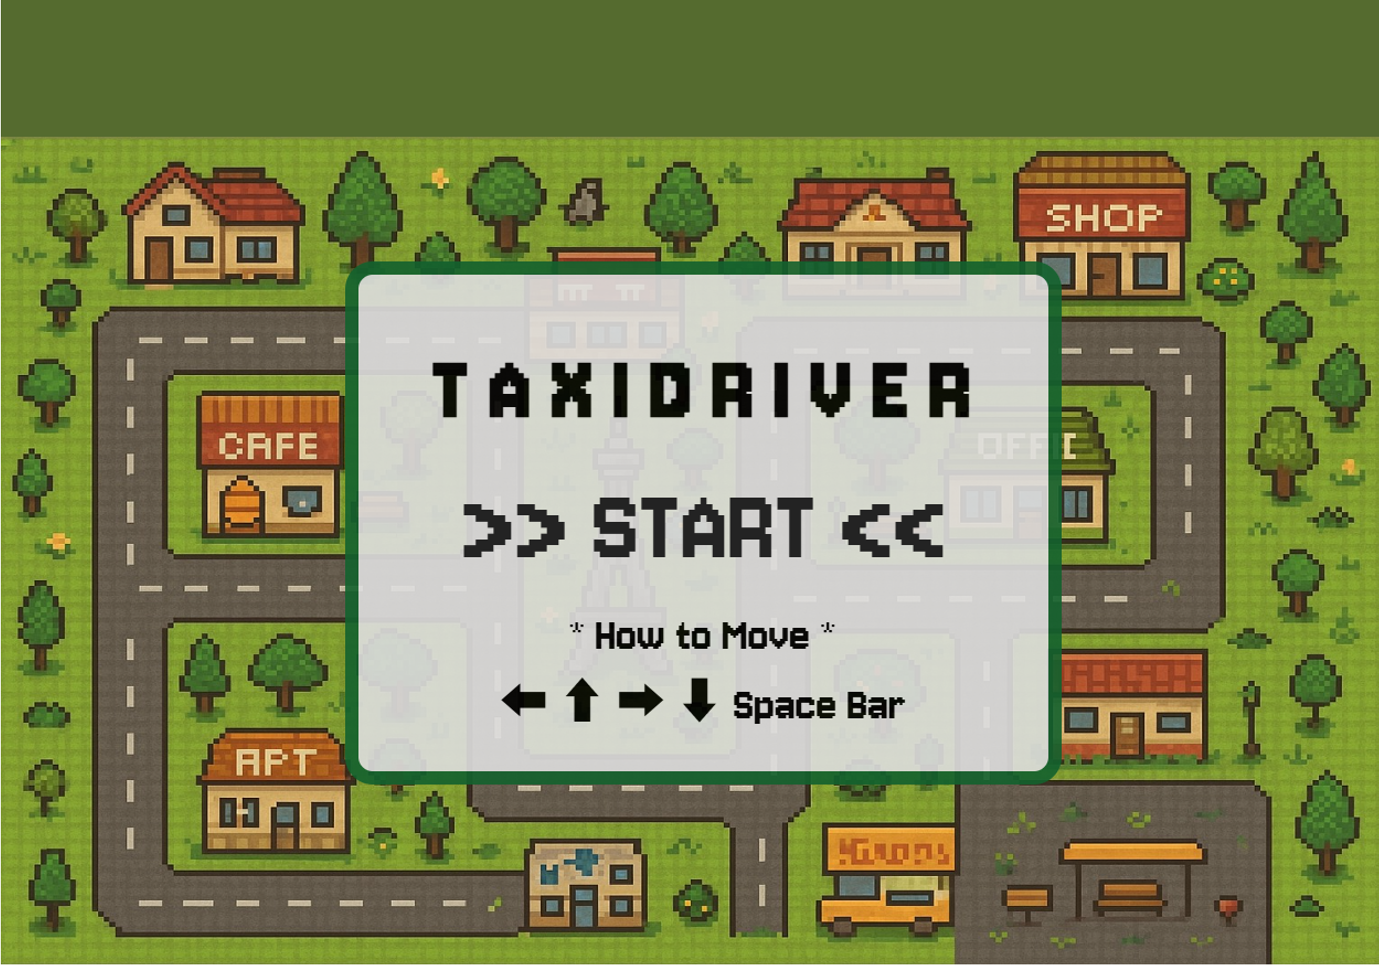 SHOP
TAXIDRIVER
CAFE
>> START <<
* How to Move *
← ↑ → ↓ Space Bar
APT